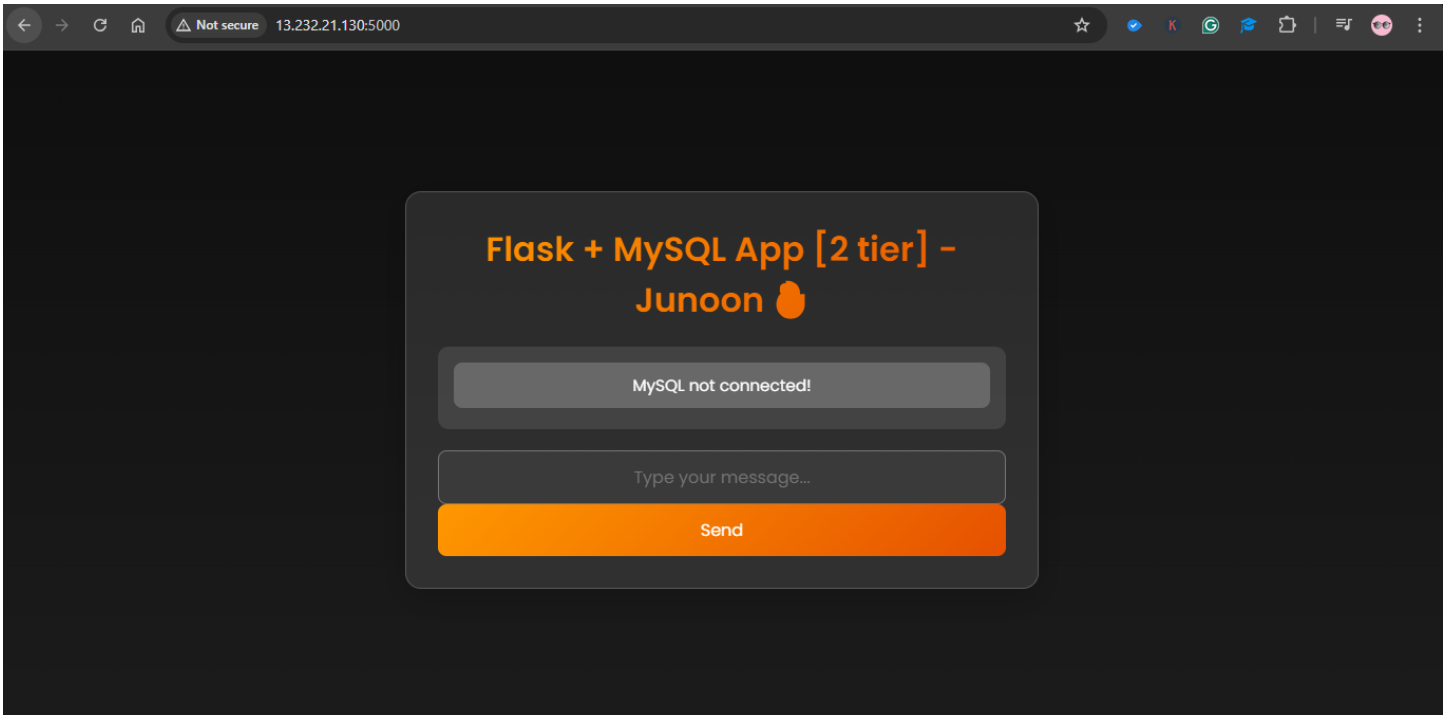 Not secure
13.232.21.130:5000
K
Flask + MySQL App [2 tier] -
Junoon
MySQL not connected!
Type your message...
Send